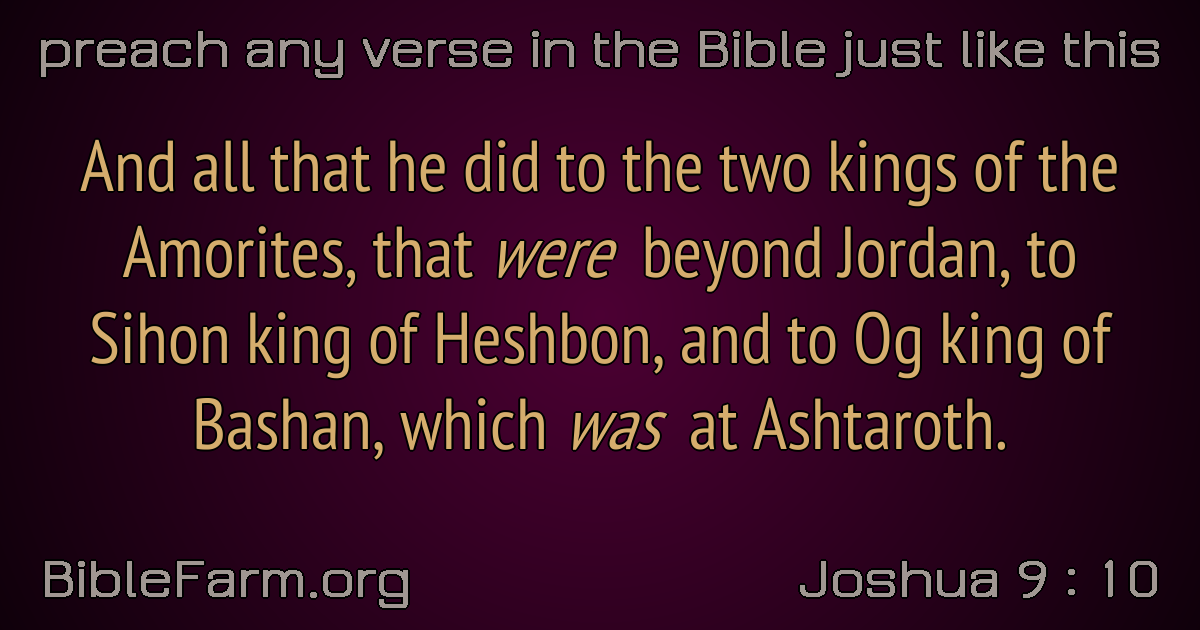 preach any verse in the Bible just like this
And all that he did to the two kings of the
Amorites, that were beyond Jordan, to
Sihon king of Heshbon, and to Og king of
Bashan, which was at Ashtaroth.
BibleFarm.org
Joshua 9 : 10